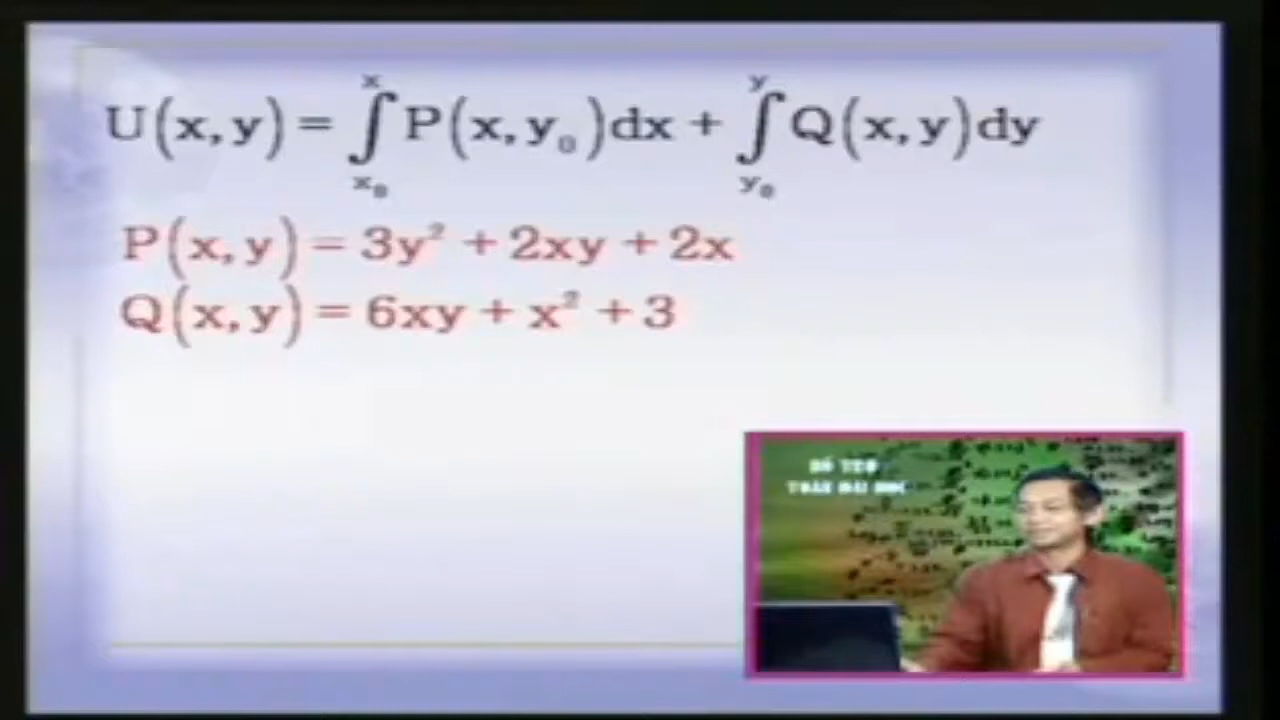 U(x,y) = ∫_{x₀}^{x} P(x,y₀)dx + ∫_{y₀}^{y} Q(x,y)dy
P(x,y) = 3y² + 2xy + 2x
Q(x,y) = 6xy + x² + 3